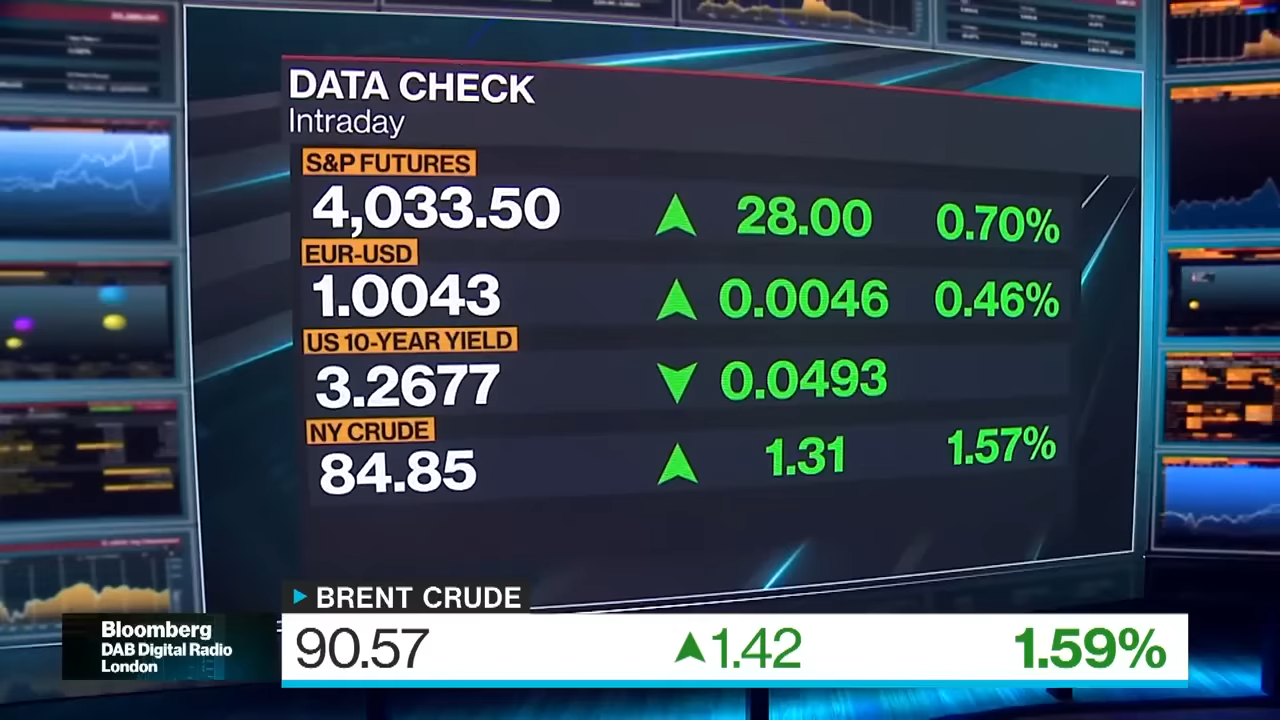 DATA CHECK
Intraday
S&P FUTURES
4,033.50 ▲ 28.00 0.70%
EUR-USD
1.0043 ▲ 0.0046 0.46%
US 10-YEAR YIELD
3.2677 ▼ 0.0493
NY CRUDE
84.85 ▲ 1.31 1.57%
BRENT CRUDE
90.57 ▲1.42 1.59%
Bloomberg
DAB Digital Radio
London